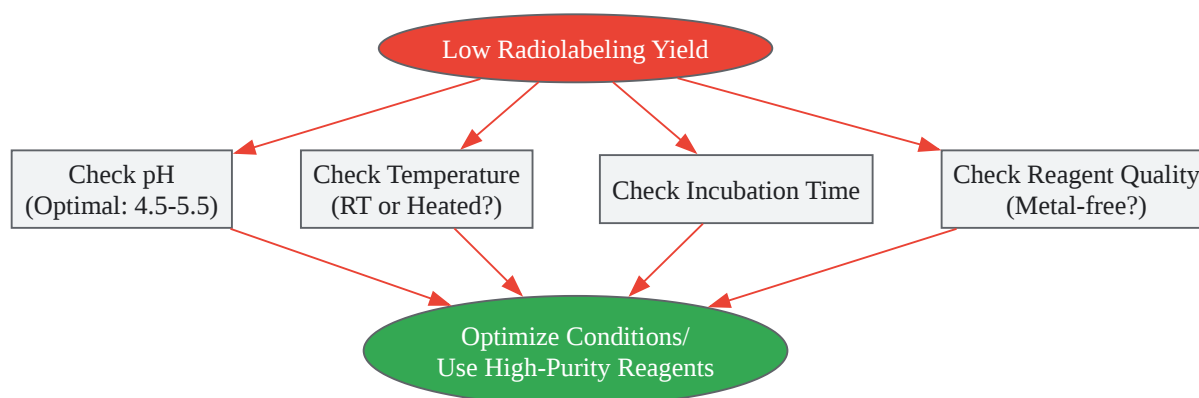 Low Radiolabeling Yield
Check pH
(Optimal: 4.5-5.5)
Check Temperature
(RT or Heated?)
Check Incubation Time
Check Reagent Quality
(Metal-free?)
Optimize Conditions/
Use High-Purity Reagents